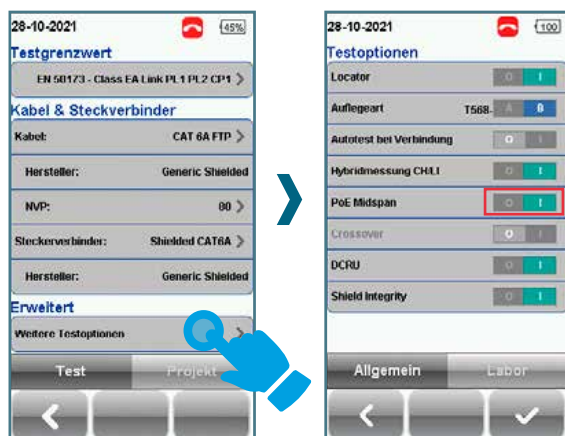 28-10-2021
45%
Testgrenzwert
EN 50173 - Class EA Link PL1 PL2 CP1 >
Kabel & Steckverbinder
Kabel: CAT 6A FTP >
Hersteller: Generic Shielded
NVP: 80 >
Steckerverbinder: Shielded CAT6A >
Hersteller: Generic Shielded
Erweitert
Weitere Testoptionen >
Test Projekt
28-10-2021
100
Testoptionen
Locator O I
Auflegeart T568- A B
Autotest bei Verbindung O I
Hybridmessung CH/LI O I
PoE Midspan O I
Crossover O I
DCRU O I
Shield Integrity O I
Allgemein Labor